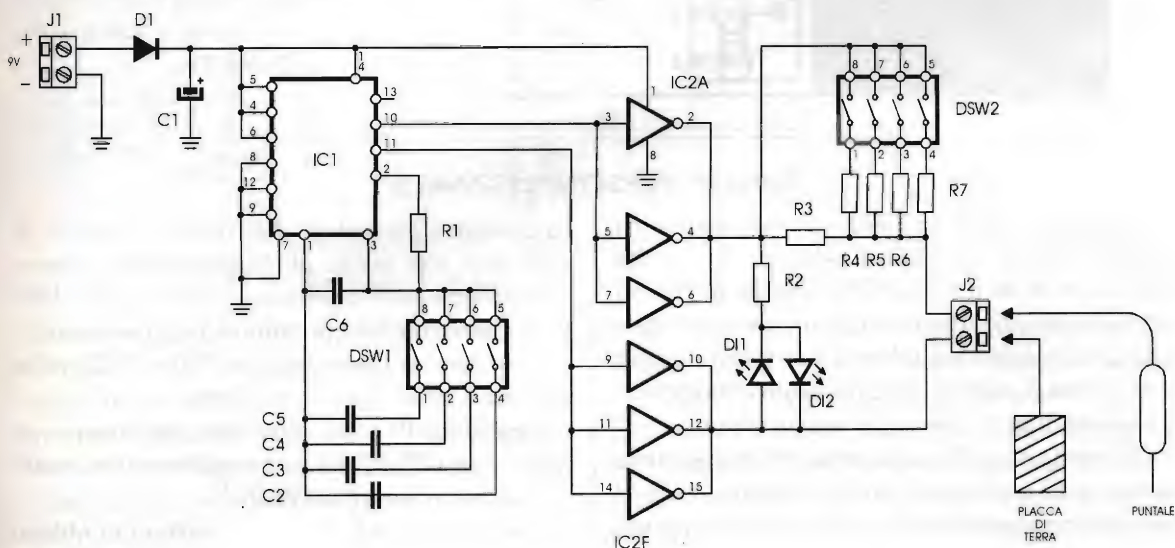 J1
D1
+
9V
−
+
C1
1
4
5
4
6
8
12
9
7
1
3
IC1
13
10
11
2
R1
C6
DSW1
8 7 6 5
1 2 3 4
C5
C4
C3
C2
IC2A
1
3
2
8
5
4
7
6
9
10
11
12
14
15
IC2F
8 7 6 5
DSW2
1 2 3 4
R7
R3
R4 R5 R6
R2
DI1
DI2
J2
PLACCA
DI
TERRA
PUNTALE